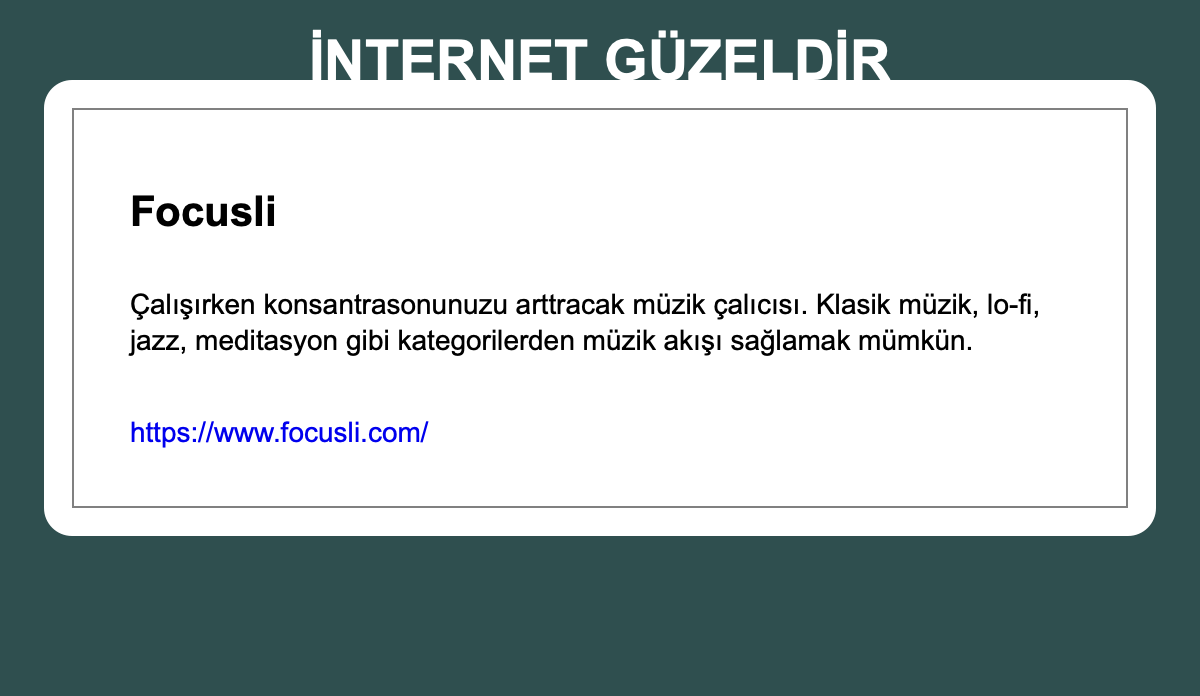 İNTERNET GÜZELDİR
Focusli
Çalışırken konsantrasonunuzu arttracak müzik çalıcısı. Klasik müzik, lo-fi,
jazz, meditasyon gibi kategorilerden müzik akışı sağlamak mümkün.
https://www.focusli.com/